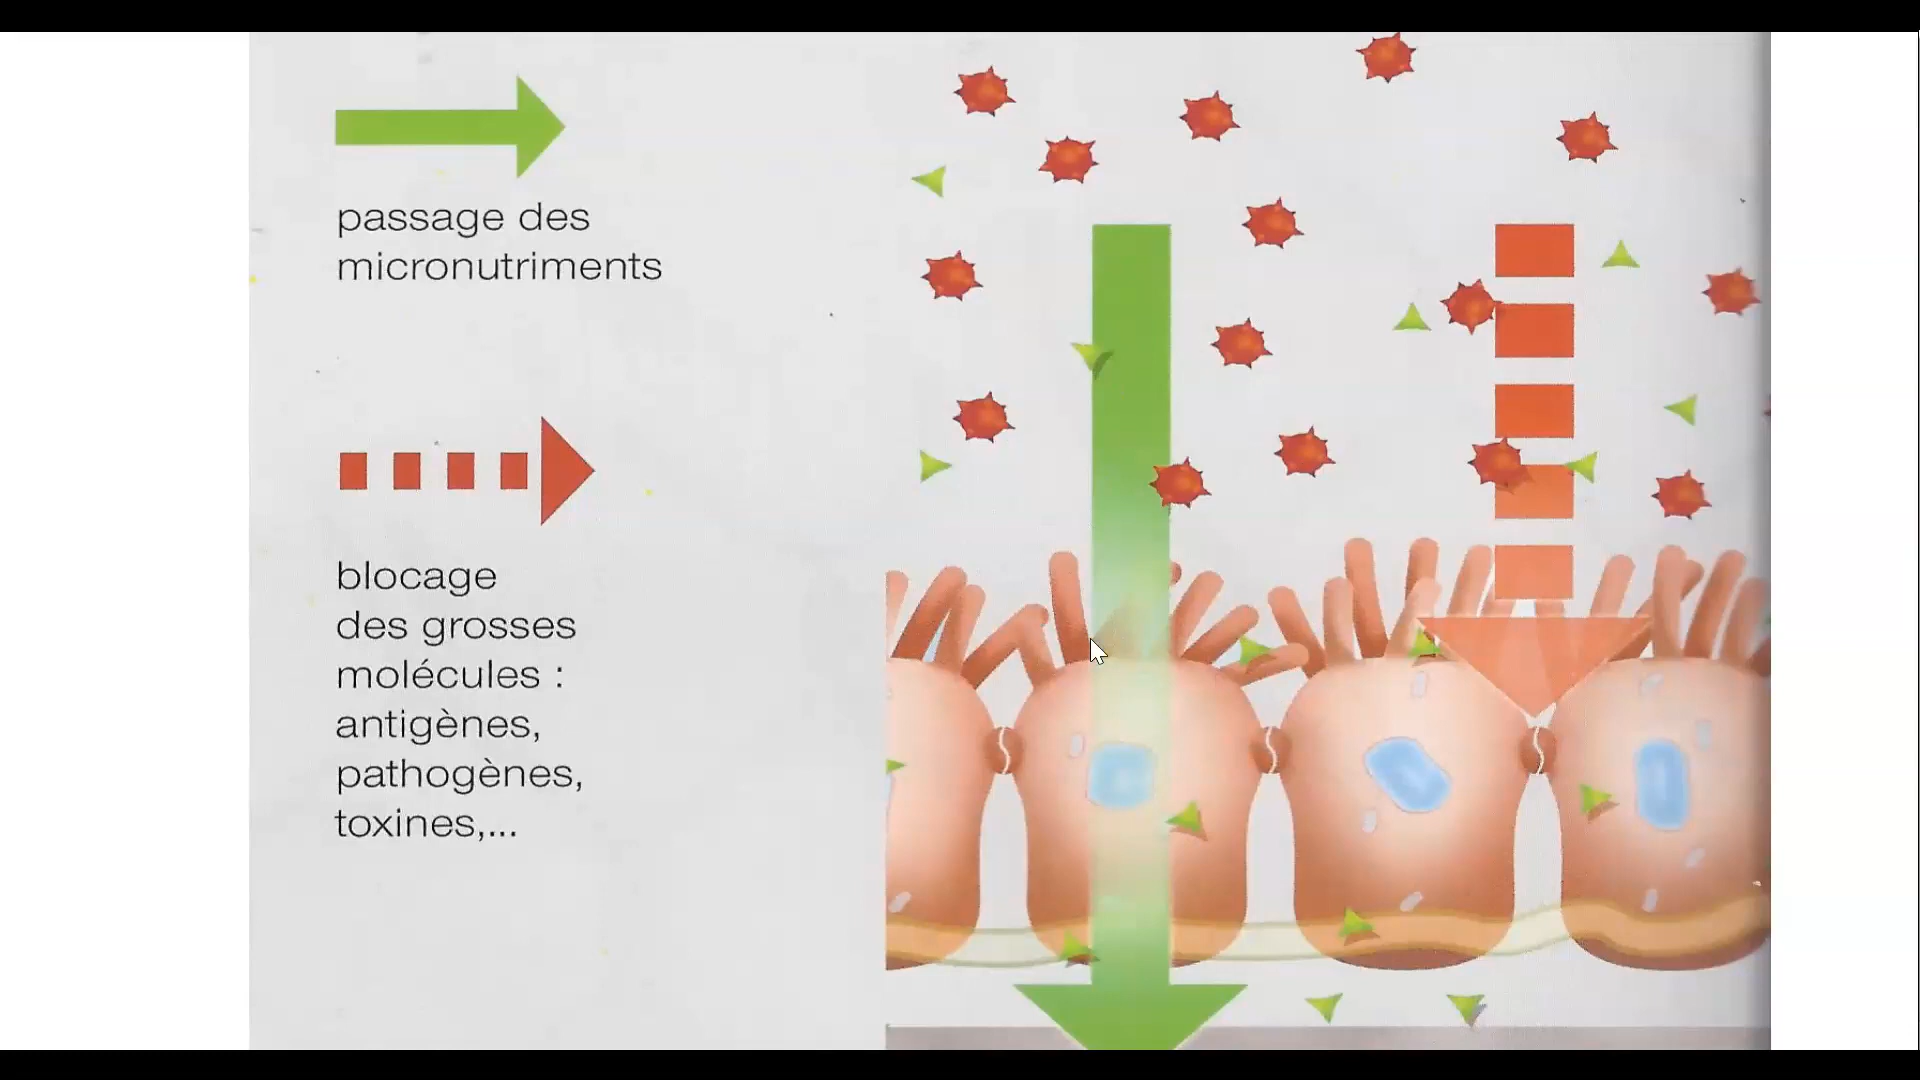 passage des
micronutriments
blocage
des grosses
molécules :
antigènes,
pathogènes,
toxines,...